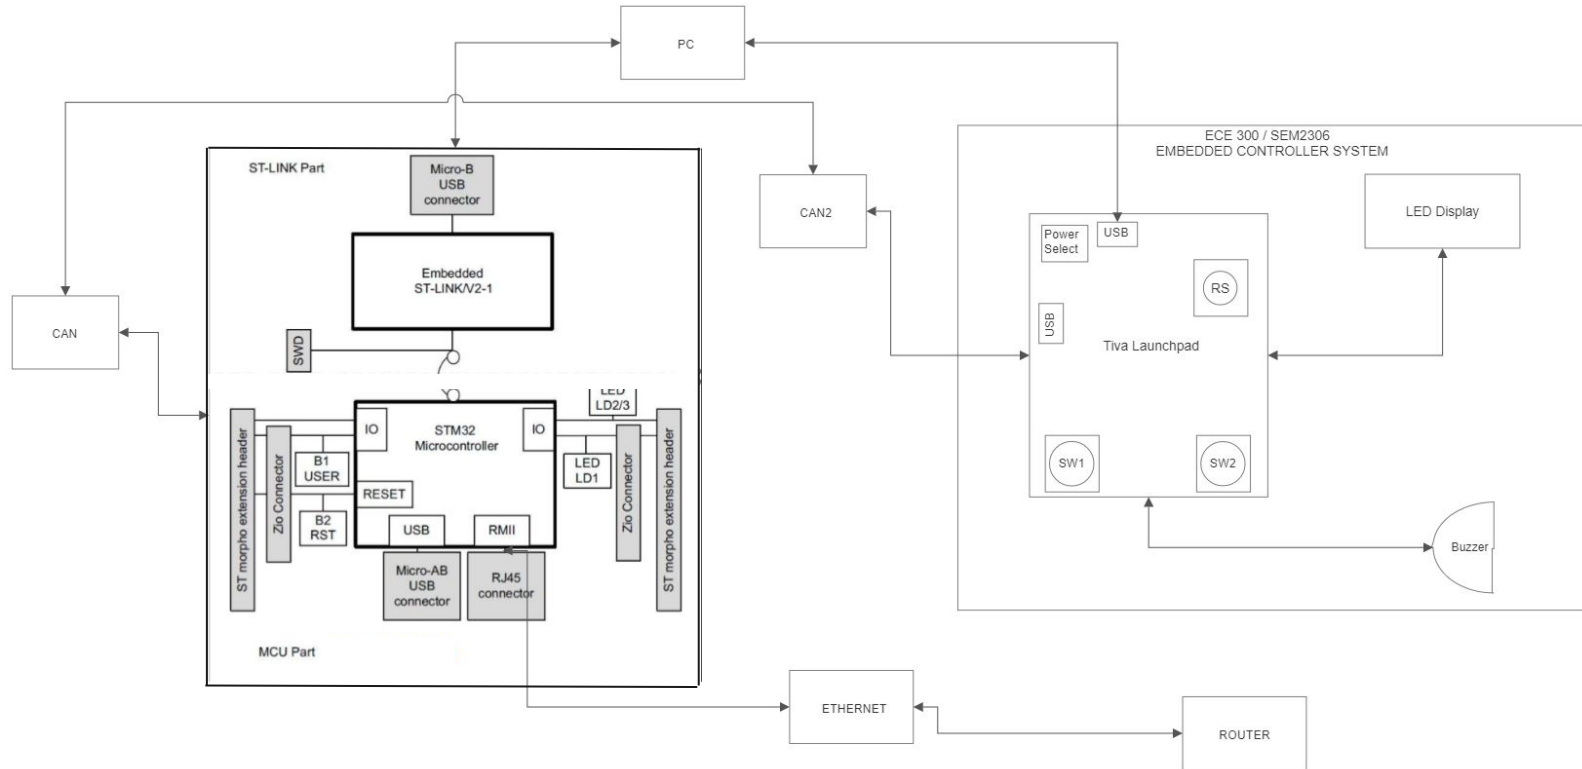 PC
ECE 300 / SEM2306
EMBEDDED CONTROLLER SYSTEM
ST-LINK Part
Micro-B
USB
connector
CAN2
LED Display
Power
Select
USB
Embedded
ST-LINK/V2-1
RS
CAN
USB
SWD
Tiva Launchpad
LED
LD2/3
IO
STM32
Microcontroller
IO
ST morpho extension header
Zio Connector
B1
USER
LED
LD1
Zio Connector
ST morpho extension header
SW1
SW2
RESET
B2
RST
USB
RMII
Buzzer
Micro-AB
USB
connector
RJ45
connector
MCU Part
ETHERNET
ROUTER